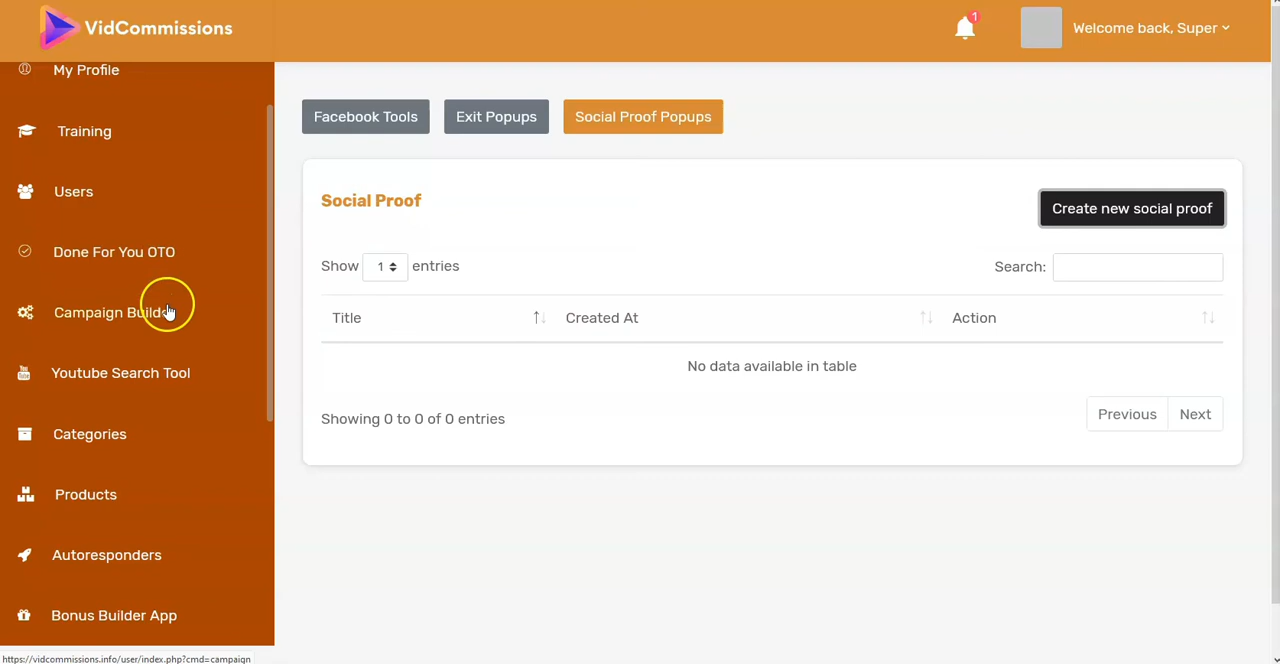 VidCommissions
1
Welcome back, Super
My Profile
Training
Users
Done For You OTO
Campaign Builde
Youtube Search Tool
Categories
Products
Autoresponders
Bonus Builder App
Facebook Tools
Exit Popups
Social Proof Popups
Social Proof
Create new social proof
Show 1 entries
Search:
Title
Created At
Action
No data available in table
Showing 0 to 0 of 0 entries
Previous
Next
https://vidcommissions.info/user/index.php?cmd=campaign